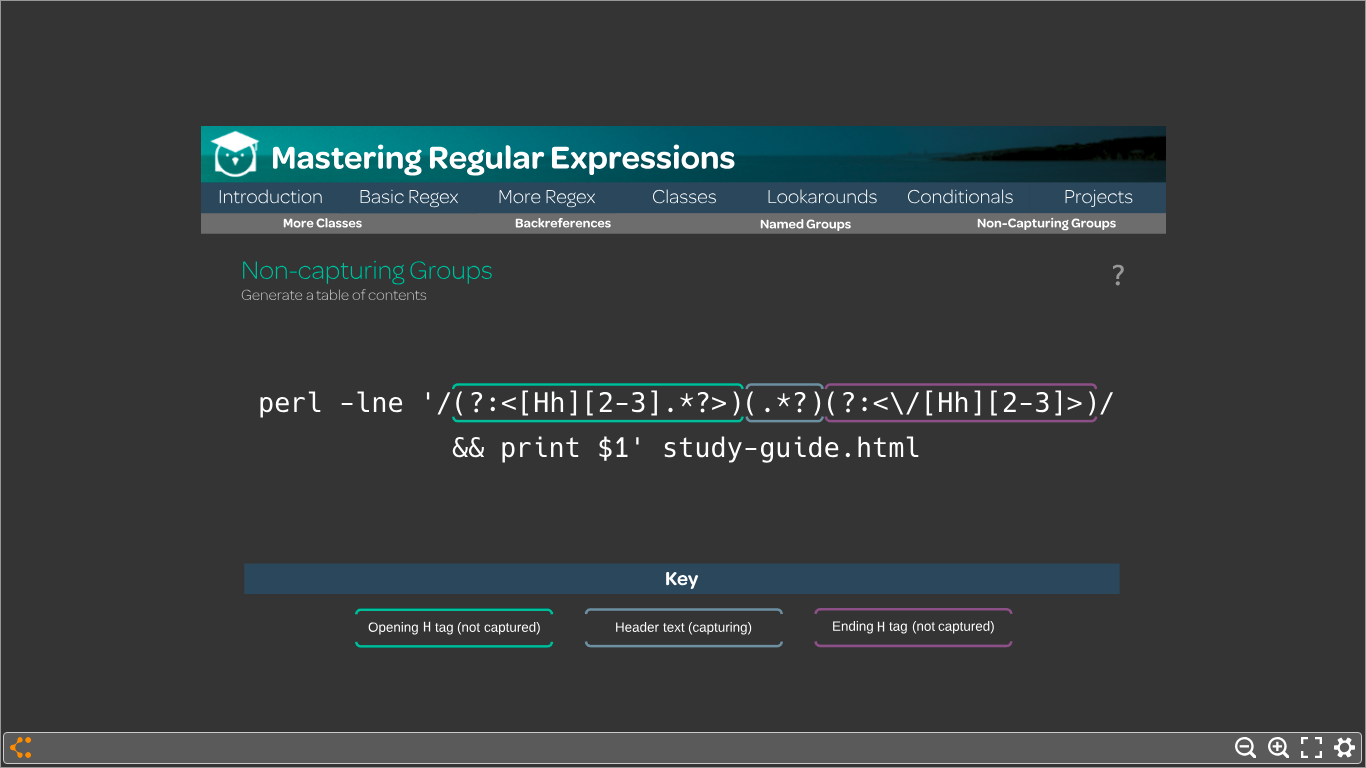 Mastering Regular Expressions
Introduction Basic Regex More Regex Classes Lookarounds Conditionals Projects
More Classes Backreferences Named Groups Non-Capturing Groups
Non-capturing Groups
?
Generate a table of contents
perl -lne '/(?:<[Hh][2-3].*?>)(.*?)(?:<\/[Hh][2-3]>)/
&& print $1' study-guide.html
Key
Opening H tag (not captured) Header text (capturing) Ending H tag (not captured)